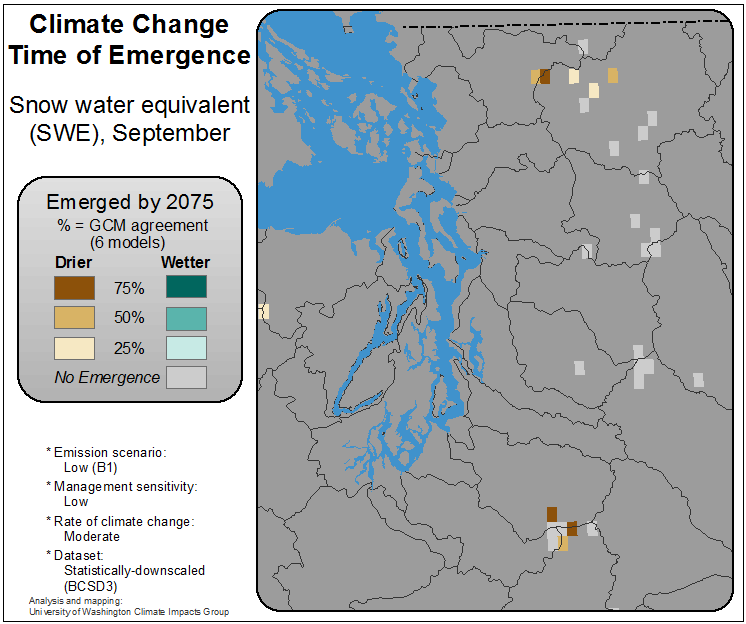 Climate Change
Time of Emergence
Snow water equivalent
(SWE), September
Emerged by 2075
% = GCM agreement
(6 models)
Drier Wetter
75%
50%
25%
No Emergence
* Emission scenario:
Low (B1)
* Management sensitivity:
Low
* Rate of climate change:
Moderate
* Dataset:
Statistically-downscaled
(BCSD3)
Analysis and mapping:
University of Washington Climate Impacts Group